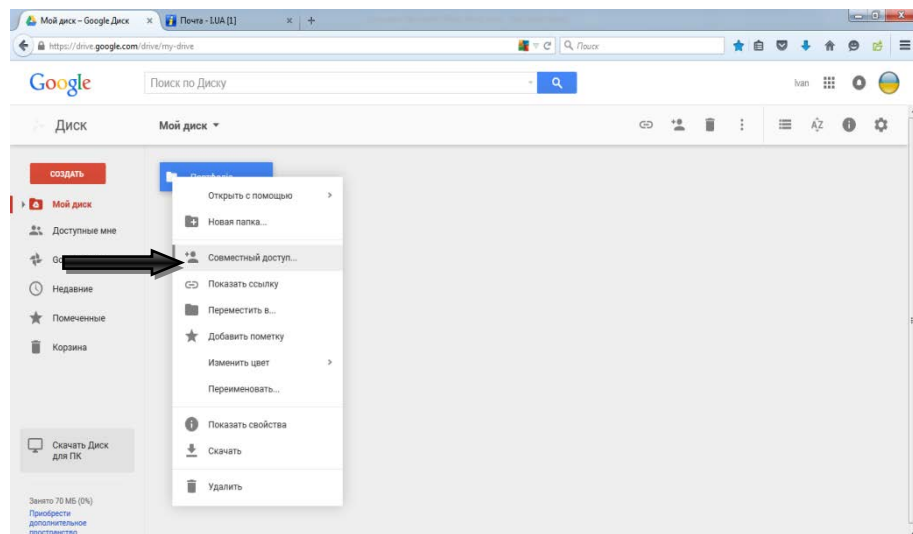 Мой диск – Google Диск × Почта - I.UA [1] × +
https://drive.google.com/drive/my-drive Поиск
Google Поиск по Диску Ivan
Диск Мой диск
СОЗДАТЬ
Мой диск
Доступные мне
Недавние
Помеченные
Корзина
Скачать Диск
для ПК
Занято 70 МБ (0%)
Приобрести
дополнительное
пространство
Открыть с помощью
Новая папка...
Совместный доступ...
Показать ссылку
Переместить в...
Добавить пометку
Изменить цвет
Переименовать...
Показать свойства
Скачать
Удалить